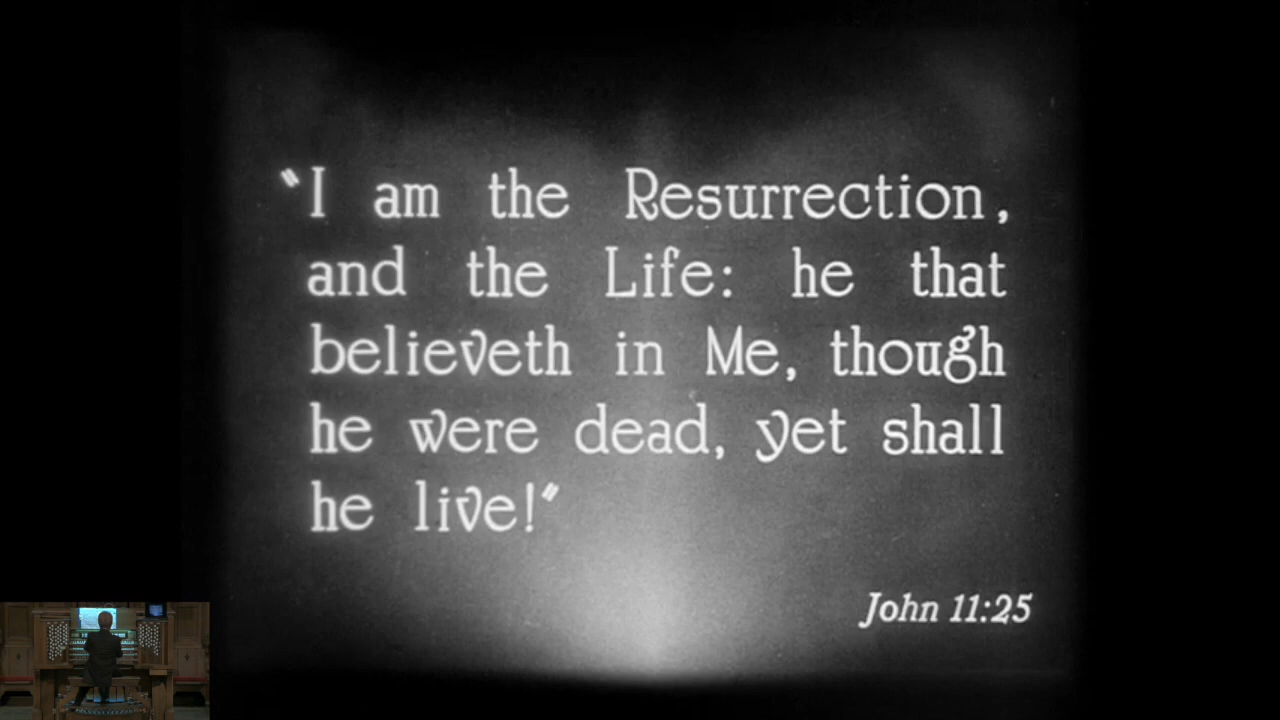 "I am the Resurrection,
and the Life: he that
believeth in Me, though
he were dead, yet shall
he live!"
John 11:25